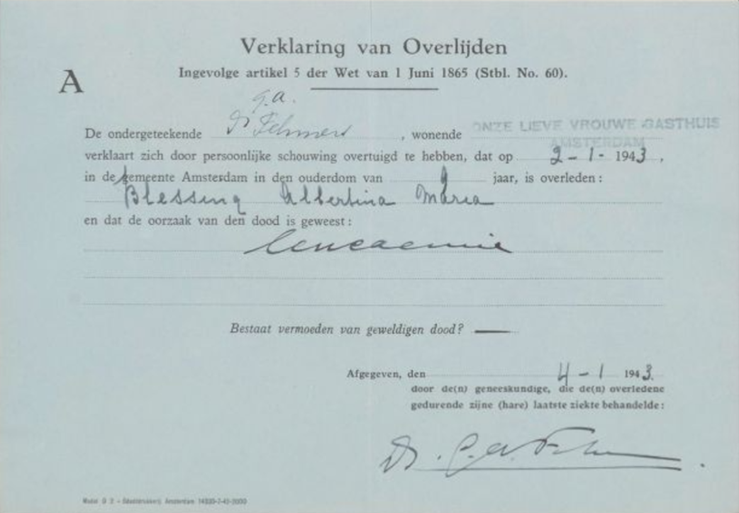 Verklaring van Overlijden
A
Ingevolge artikel 5 der Wet van 1 Juni 1865 (Stbl. No. 60).
g.a.
De ondergeteekende Dr , wonende ONZE LIEVE VROUWE GASTHUIS
AMSTERDAM
verklaart zich door persoonlijke schouwing overtuigd te hebben, dat op 2-1- 1943 ,
in de gemeente Amsterdam in den ouderdom van 9 jaar, is overleden :
Blessing Albertina Maria
en dat de oorzaak van den dood is geweest :
leucaemie
Bestaat vermoeden van geweldigen dood? —
Afgegeven, den 4-1 1943.
door de(n) geneeskundige, die de(n) overledene
gedurende zijne (hare) laatste ziekte behandelde :
Dr.